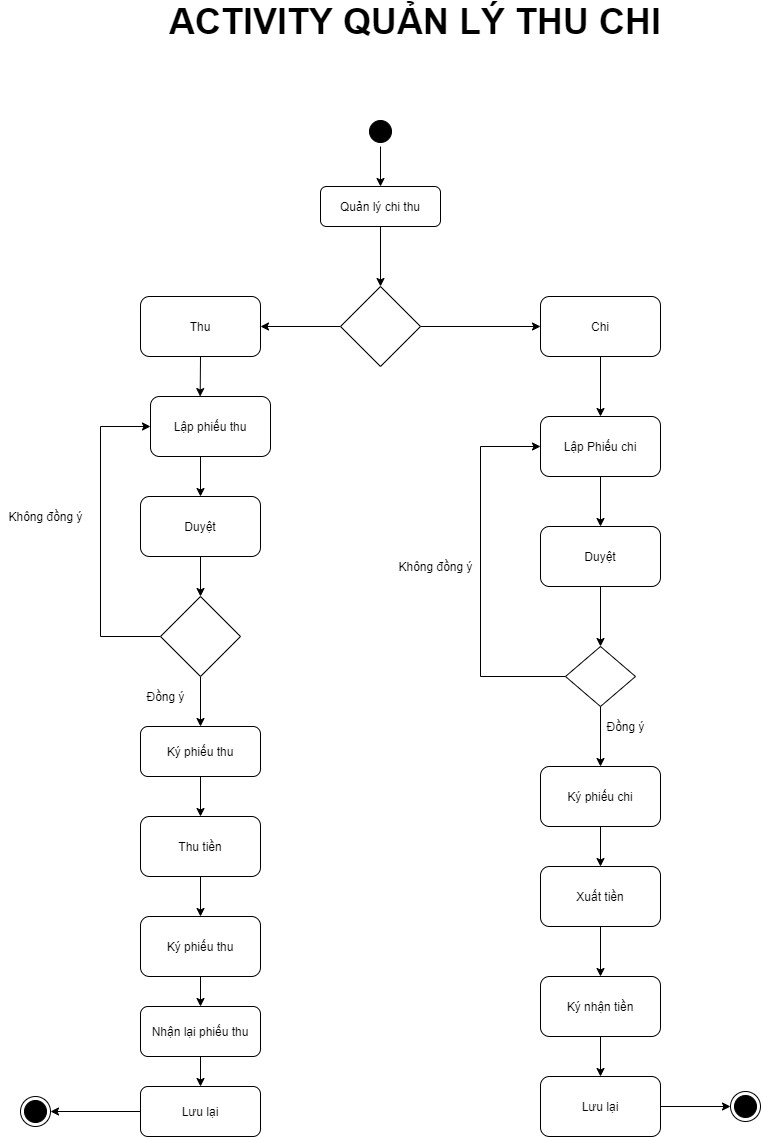 ACTIVITY QUẢN LÝ THU CHI
Quản lý chi thu
Thu
Chi
Lập phiếu thu
Lập Phiếu chi
Không đồng ý
Duyệt
Duyệt
Không đồng ý
Đồng ý
Đồng ý
Ký phiếu thu
Ký phiếu chi
Thu tiền
Xuất tiền
Ký phiếu thu
Ký nhận tiền
Nhận lại phiếu thu
Lưu lại
Lưu lại